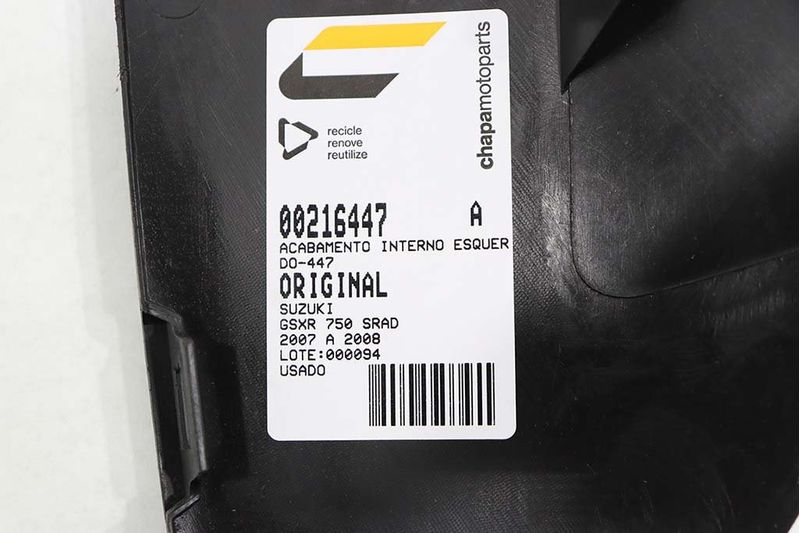 chapamotoparts
recicle
renove
reutilize
00216447 A
ACABAMENTO INTERNO ESQUER
DO-447
ORIGINAL
SUZUKI
GSXR 750 SRAD
2007 A 2008
LOTE:000094
USADO